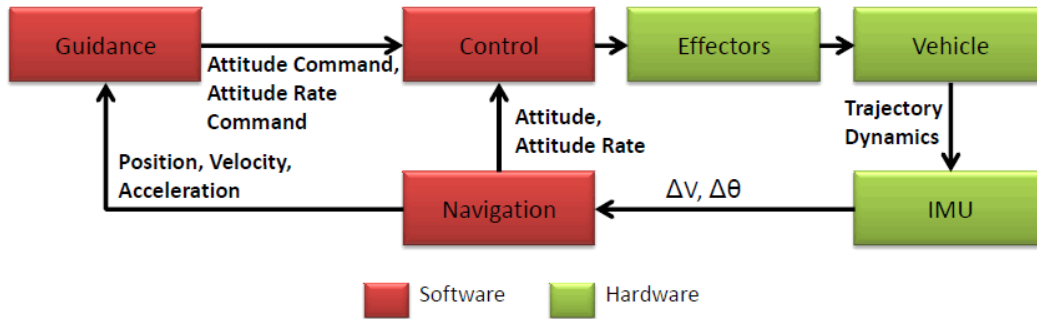 Guidance
Control
Effectors
Vehicle
Attitude Command,
Attitude Rate
Command
Attitude,
Attitude Rate
Trajectory
Dynamics
Position, Velocity,
Acceleration
Navigation
ΔV, Δθ
IMU
Software
Hardware